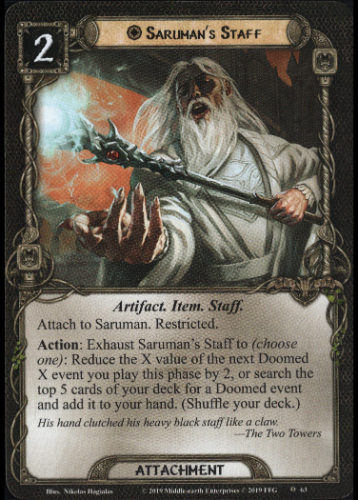 2
Saruman's Staff
Artifact. Item. Staff.
Attach to Saruman. Restricted.
Action: Exhaust Saruman's Staff to (choose
one): Reduce the X value of the next Doomed
X event you play this phase by 2, or search the
top 5 cards of your deck for a Doomed event
and add it to your hand. (Shuffle your deck.)
His hand clutched his heavy black staff like a claw.
—The Two Towers
Attachment
Illus. Nikolas Hagialas © 2019 Middle-earth Enterprises © 2019 FFG 63